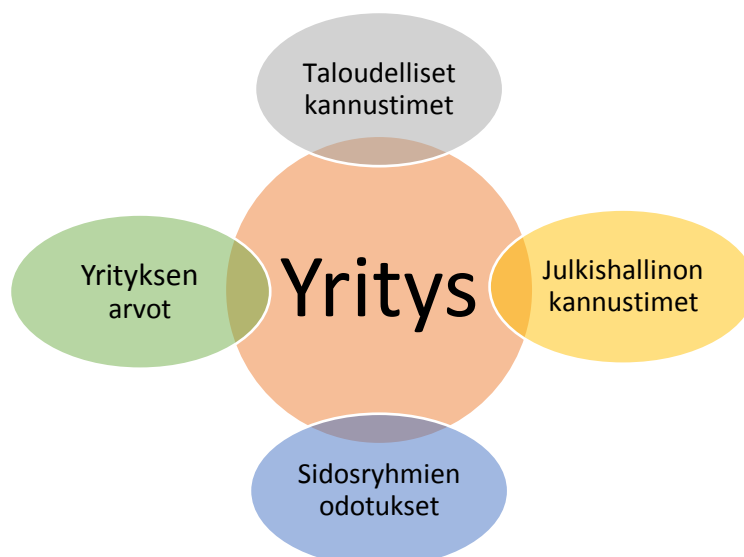 Taloudelliset
kannustimet
Yrityksen
arvot
Yritys
Julkishallinon
kannustimet
Sidosryhmien
odotukset